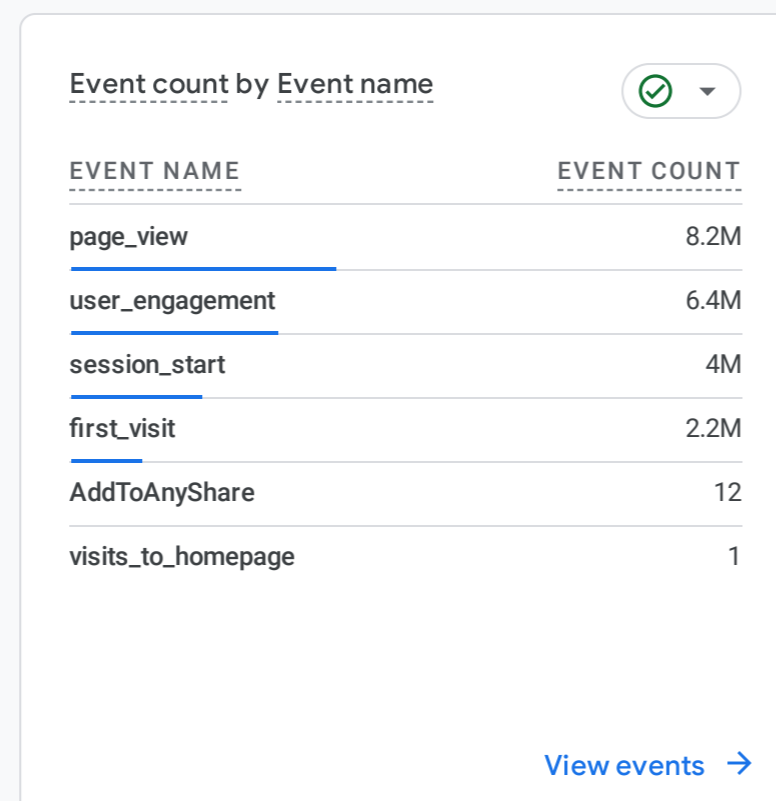 Event count by Event name
EVENT NAME EVENT COUNT
page_view 8.2M
user_engagement 6.4M
session_start 4M
first_visit 2.2M
AddToAnyShare 12
visits_to_homepage 1
View events